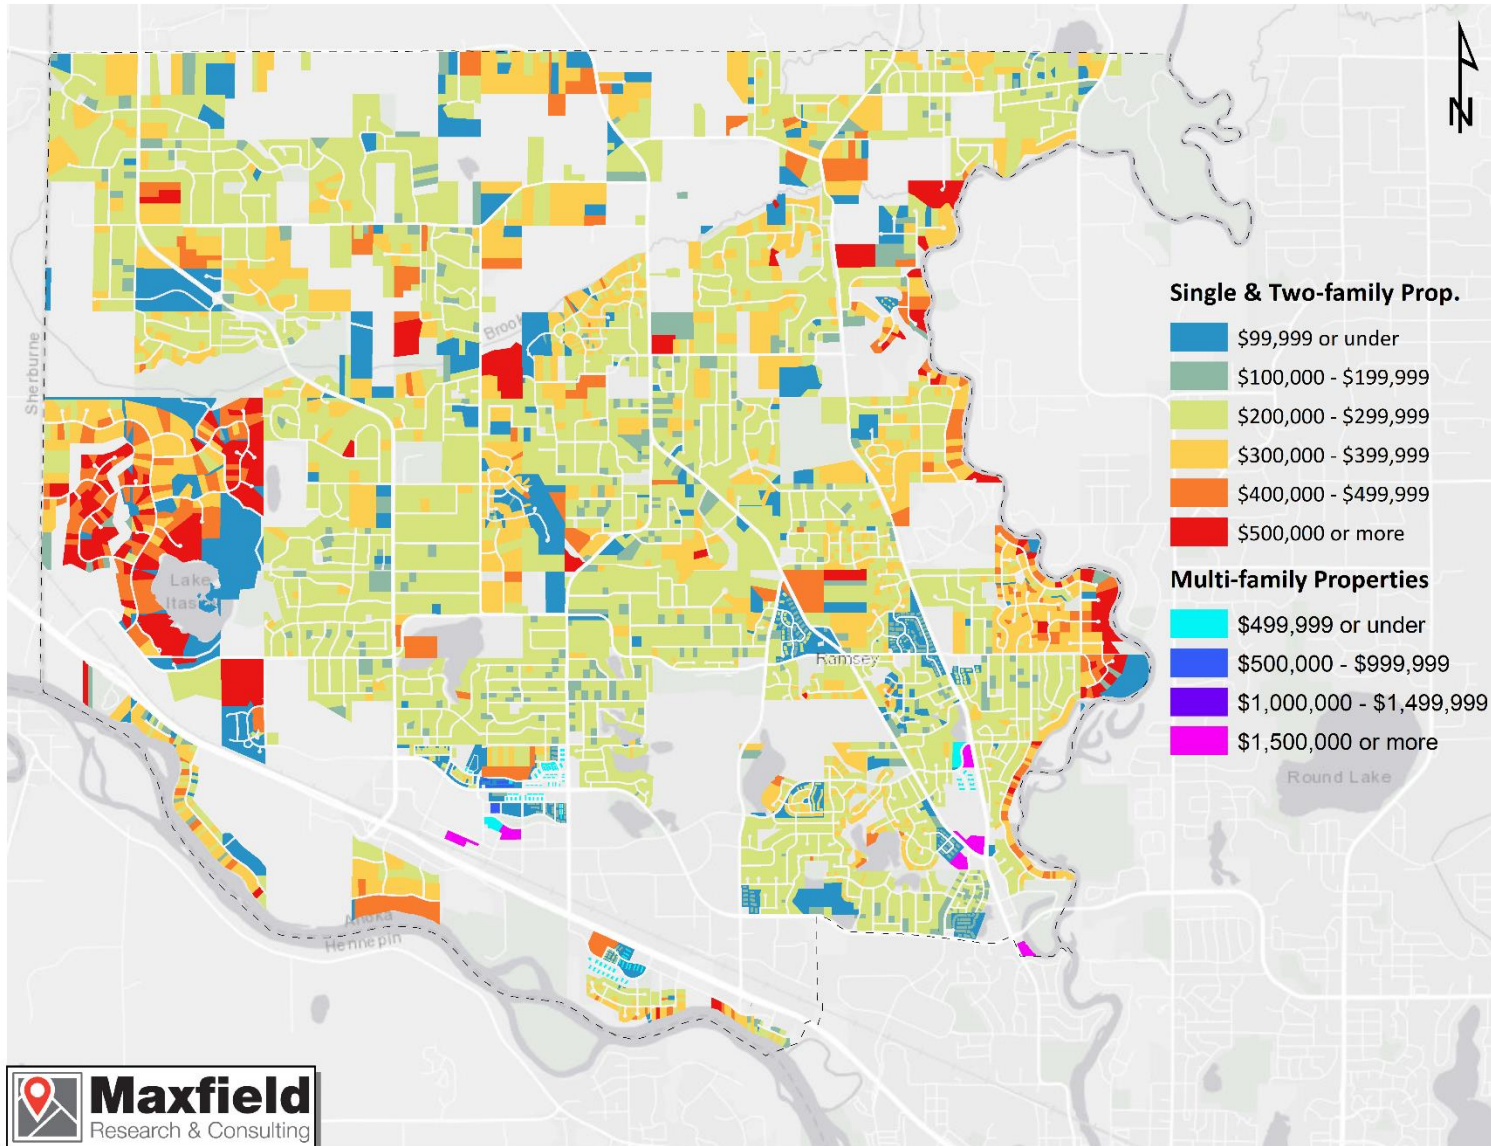 N
Single & Two-family Prop.
$99,999 or under
$100,000 - $199,999
$200,000 - $299,999
$300,000 - $399,999
$400,000 - $499,999
$500,000 or more
Multi-family Properties
$499,999 or under
$500,000 - $999,999
$1,000,000 - $1,499,999
$1,500,000 or more
Sherburne
Brook
Lake
Ramsey
Round Lake
Anoka
Hennepin
Maxfield
Research & Consulting